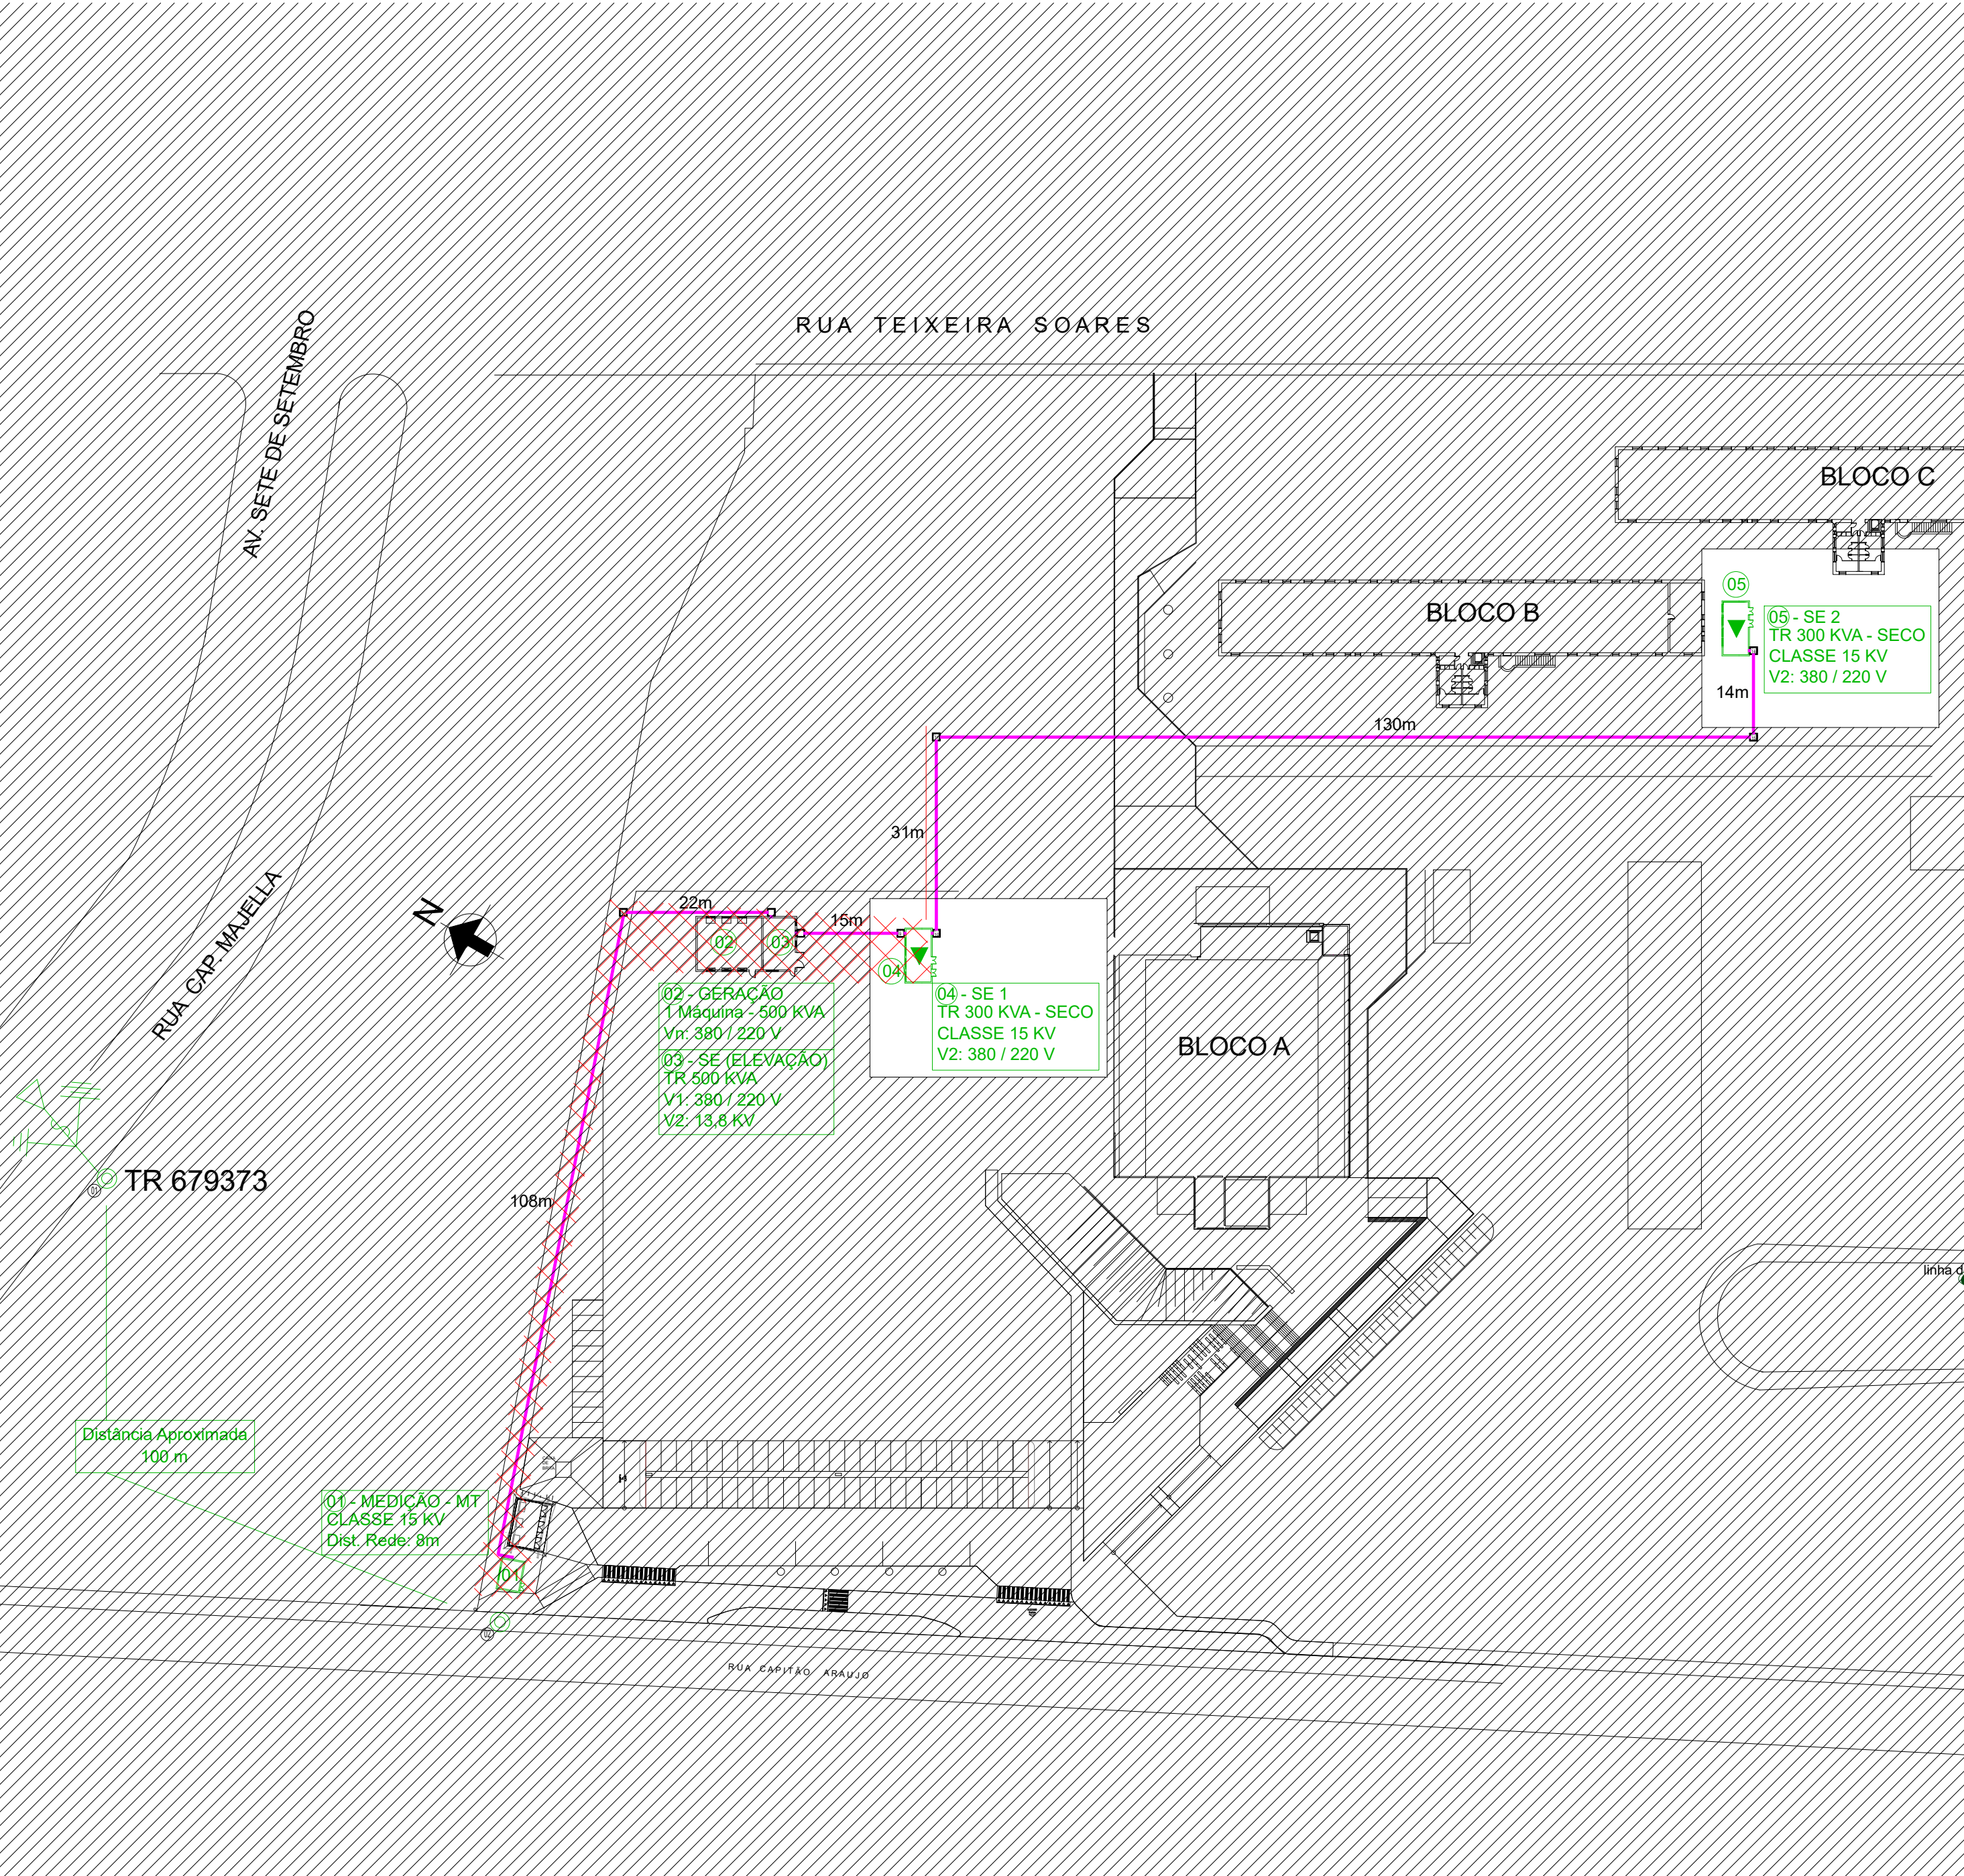 RUA TEIXEIRA SOARES
AV. SETE DE SETEMBRO
BLOCO C
05
BLOCO B
05 - SE 2
TR 300 KVA - SECO
CLASSE 15 KV
V2: 380 / 220 V
14m
130m
31m
RUA CAP. MAJELLA
N
22m
15m
02
03
04
02 - GERAÇÃO
1 Máquina - 500 KVA
Vn: 380 / 220 V
03 - SE (ELEVAÇÃO)
TR 500 KVA
V1: 380 / 220 V
V2: 13,8 KV
04 - SE 1
TR 300 KVA - SECO
CLASSE 15 KV
V2: 380 / 220 V
BLOCO A
TR 679373
01
108m
linha d
Distância Aproximada
100 m
01 - MEDIÇÃO - MT
CLASSE 15 KV
Dist. Rede: 8m
01
02
RUA CAPITÃO ARAUJO